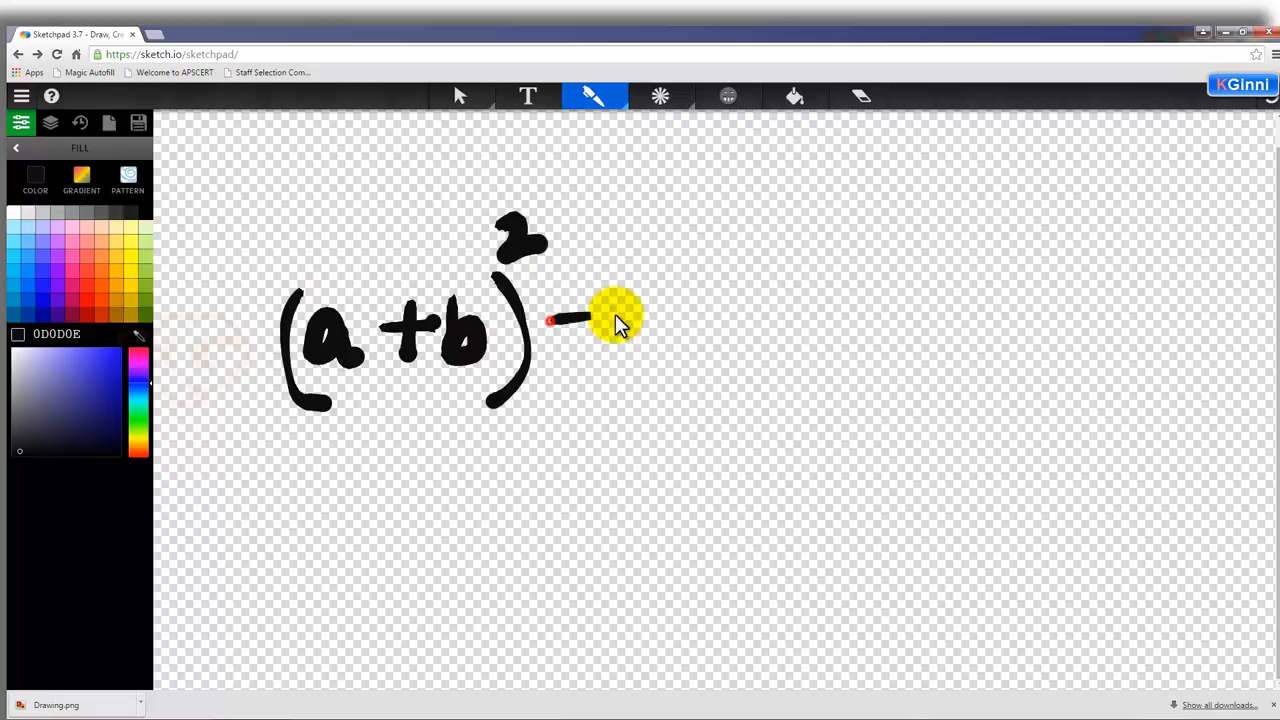 Sketchpad 3.7 - Draw, Cre
https://sketch.io/sketchpad/
Apps Magic Autofill Welcome to APSCERT Staff Selection Com...
T
KGinni
FILL
COLOR GRADIENT PATTERN
0D0D0E
(a+b)² -
Drawing.png
Show all downloads...